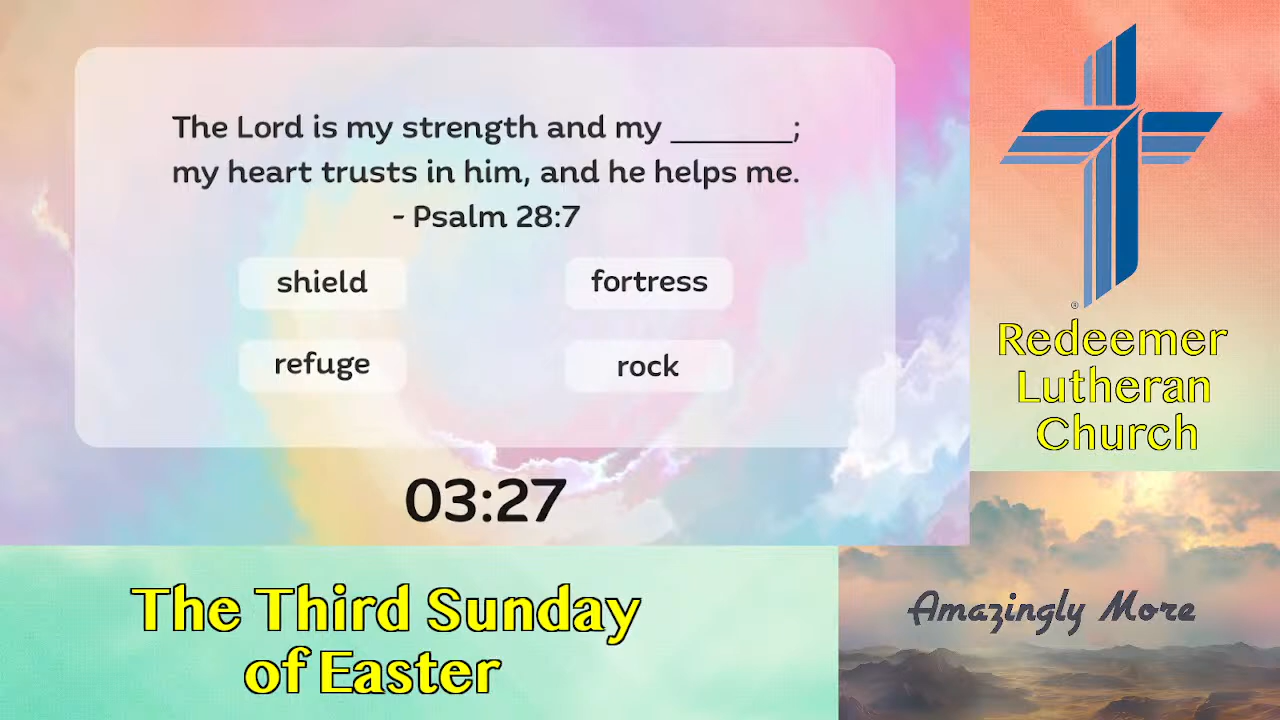 The Lord is my strength and my _______;
my heart trusts in him, and he helps me.
- Psalm 28:7
shield
fortress
refuge
rock
03:27
®
Redeemer
Lutheran
Church
The Third Sunday
of Easter
Amazingly More